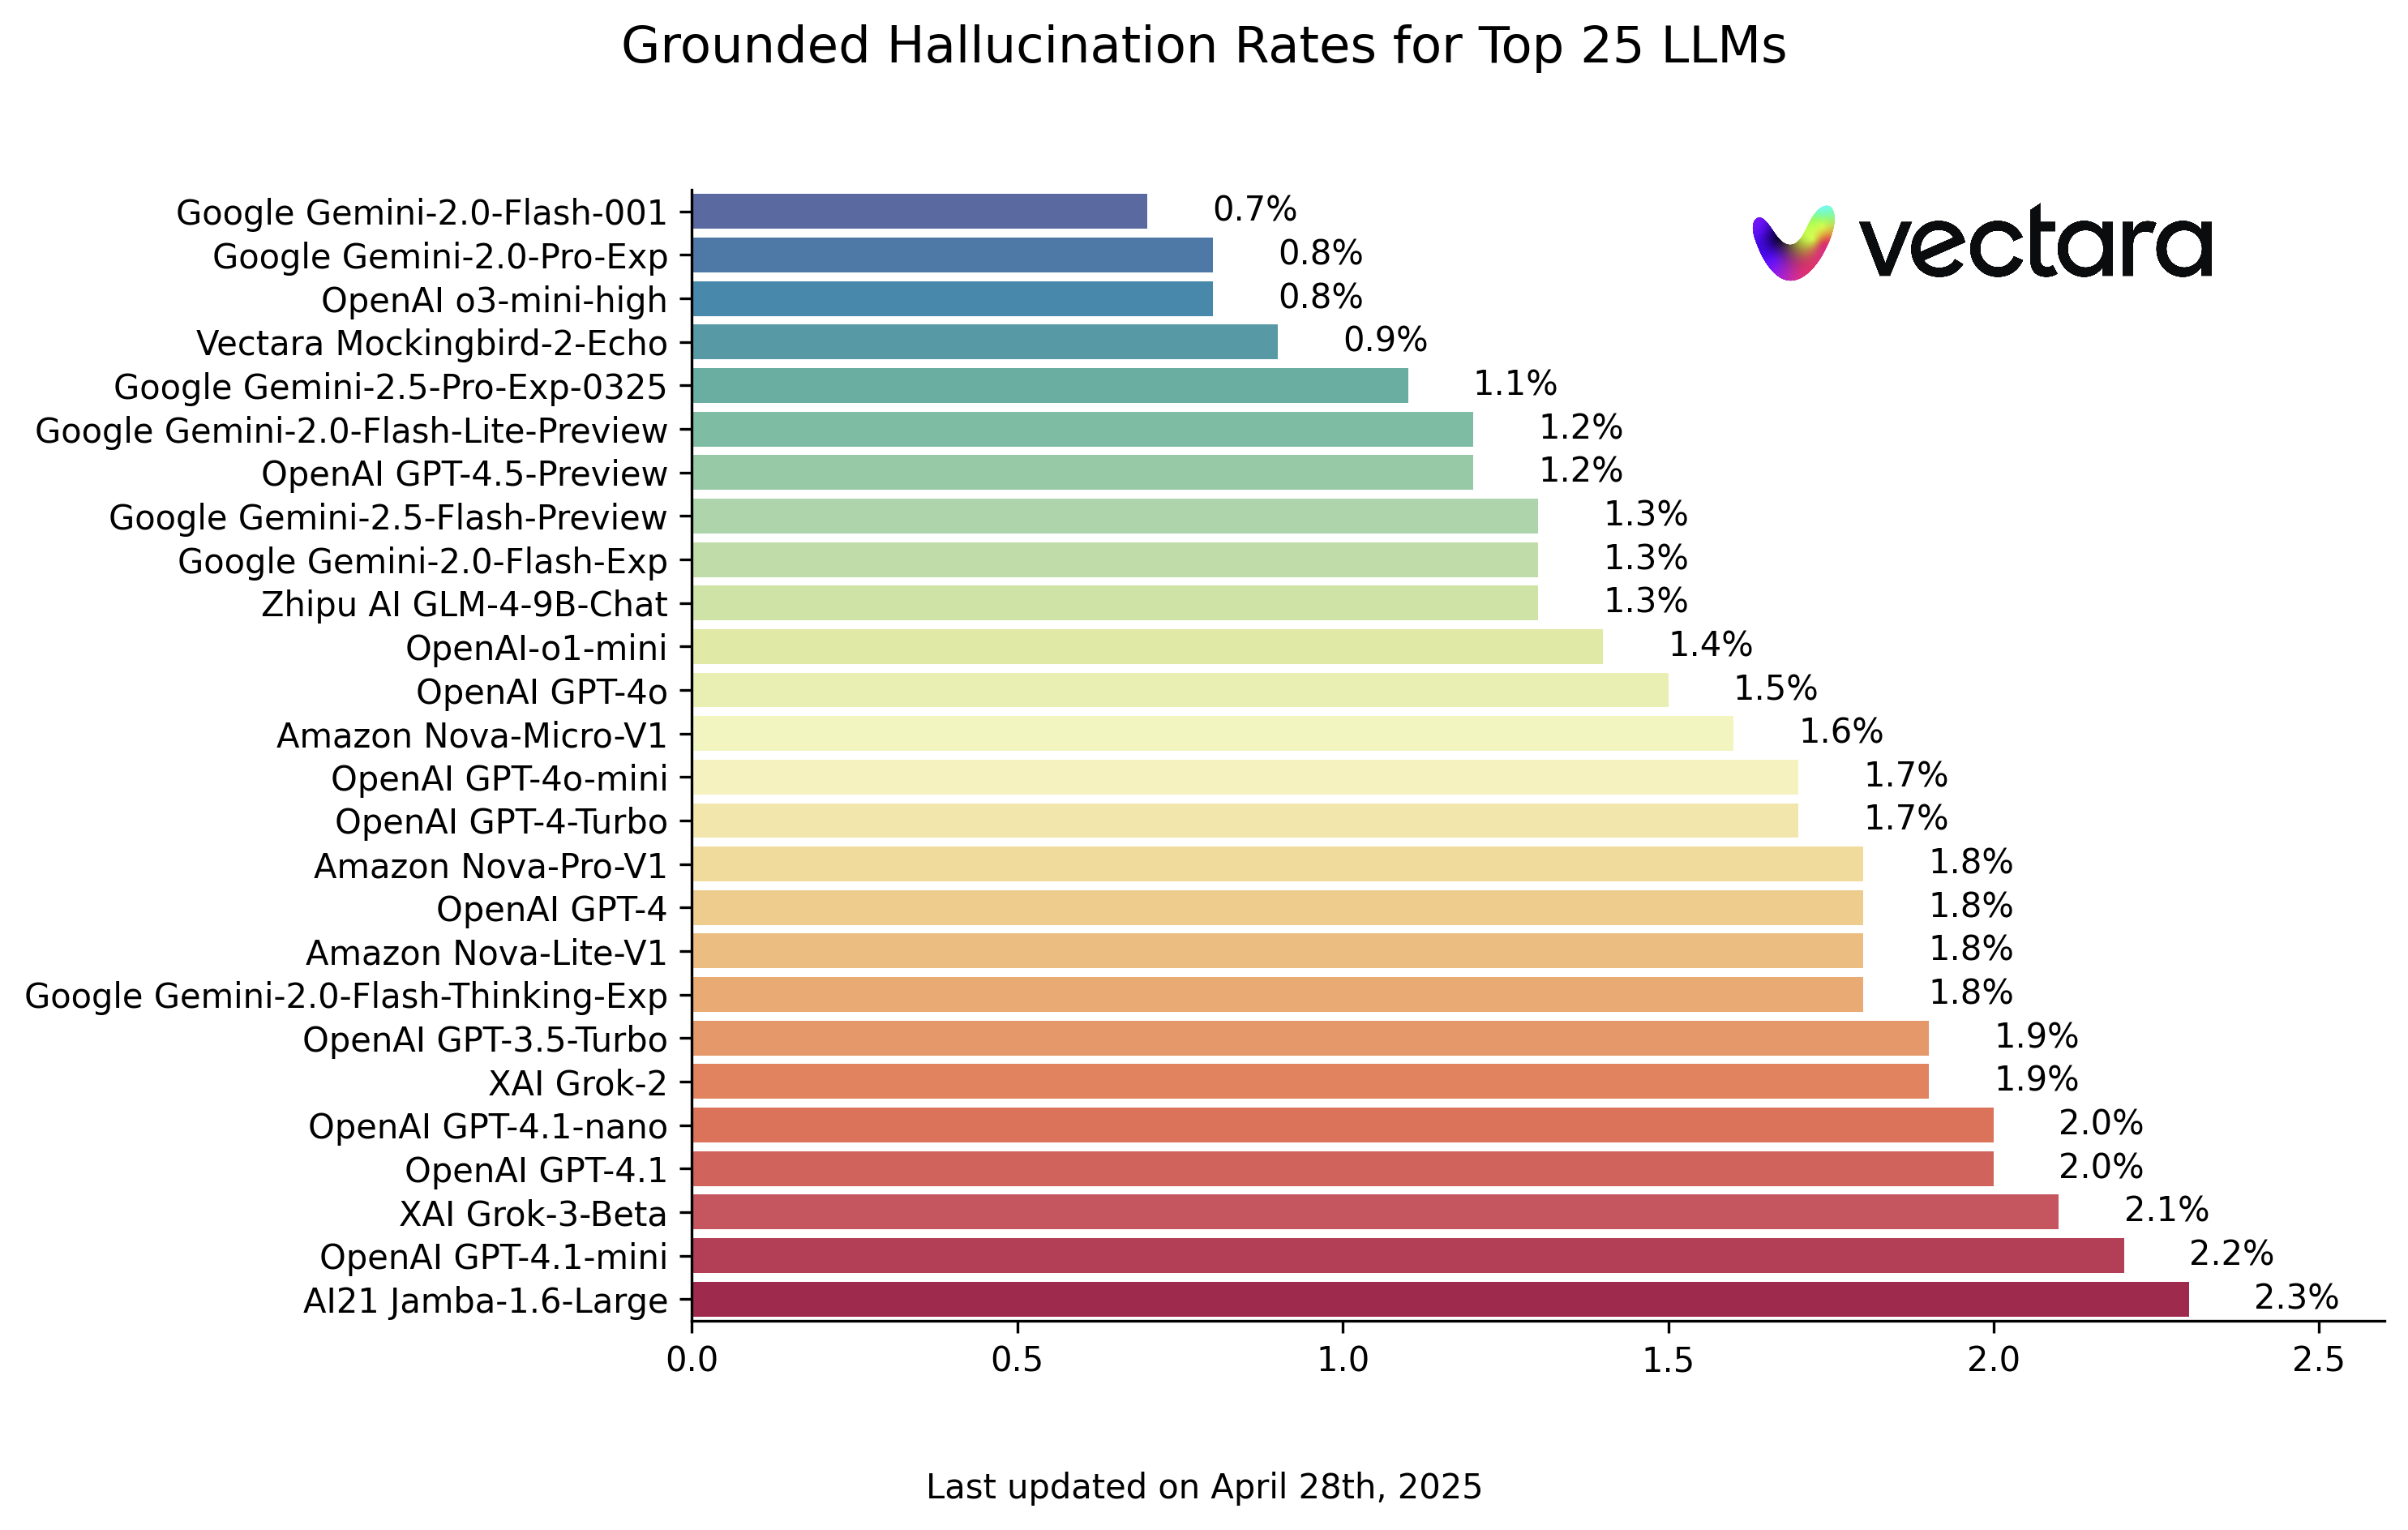 Grounded Hallucination Rates for Top 25 LLMs
vectara
Google Gemini-2.0-Flash-001 0.7%
Google Gemini-2.0-Pro-Exp 0.8%
OpenAI o3-mini-high 0.8%
Vectara Mockingbird-2-Echo 0.9%
Google Gemini-2.5-Pro-Exp-0325 1.1%
Google Gemini-2.0-Flash-Lite-Preview 1.2%
OpenAI GPT-4.5-Preview 1.2%
Google Gemini-2.5-Flash-Preview 1.3%
Google Gemini-2.0-Flash-Exp 1.3%
Zhipu AI GLM-4-9B-Chat 1.3%
OpenAI-o1-mini 1.4%
OpenAI GPT-4o 1.5%
Amazon Nova-Micro-V1 1.6%
OpenAI GPT-4o-mini 1.7%
OpenAI GPT-4-Turbo 1.7%
Amazon Nova-Pro-V1 1.8%
OpenAI GPT-4 1.8%
Amazon Nova-Lite-V1 1.8%
Google Gemini-2.0-Flash-Thinking-Exp 1.8%
OpenAI GPT-3.5-Turbo 1.9%
XAI Grok-2 1.9%
OpenAI GPT-4.1-nano 2.0%
OpenAI GPT-4.1 2.0%
XAI Grok-3-Beta 2.1%
OpenAI GPT-4.1-mini 2.2%
AI21 Jamba-1.6-Large 2.3%
0.0 0.5 1.0 1.5 2.0 2.5
Last updated on April 28th, 2025